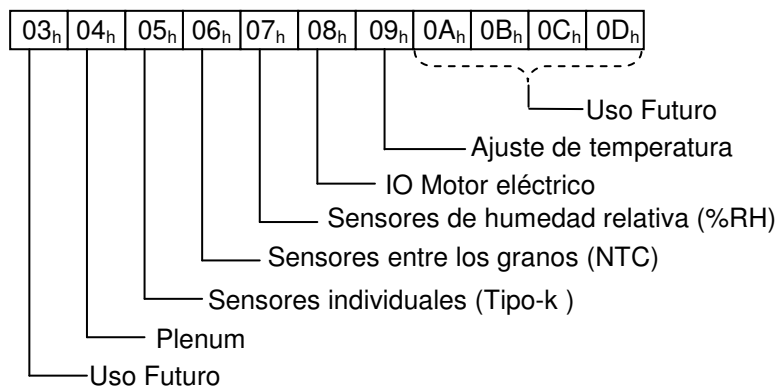 03h 04h 05h 06h 07h 08h 09h 0Ah 0Bh 0Ch 0Dh
Uso Futuro
Ajuste de temperatura
IO Motor eléctrico
Sensores de humedad relativa (%RH)
Sensores entre los granos (NTC)
Sensores individuales (Tipo-k )
Plenum
Uso Futuro